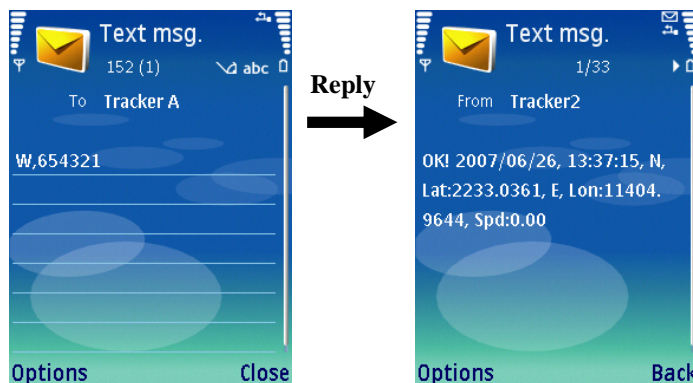 Text msg.
152 (1)
abc
To Tracker A
W,654321
Options Close
Reply
Text msg.
1/33
From Tracker2
OK! 2007/06/26, 13:37:15, N,
Lat:2233.0361, E, Lon:11404.
9644, Spd:0.00
Options Back